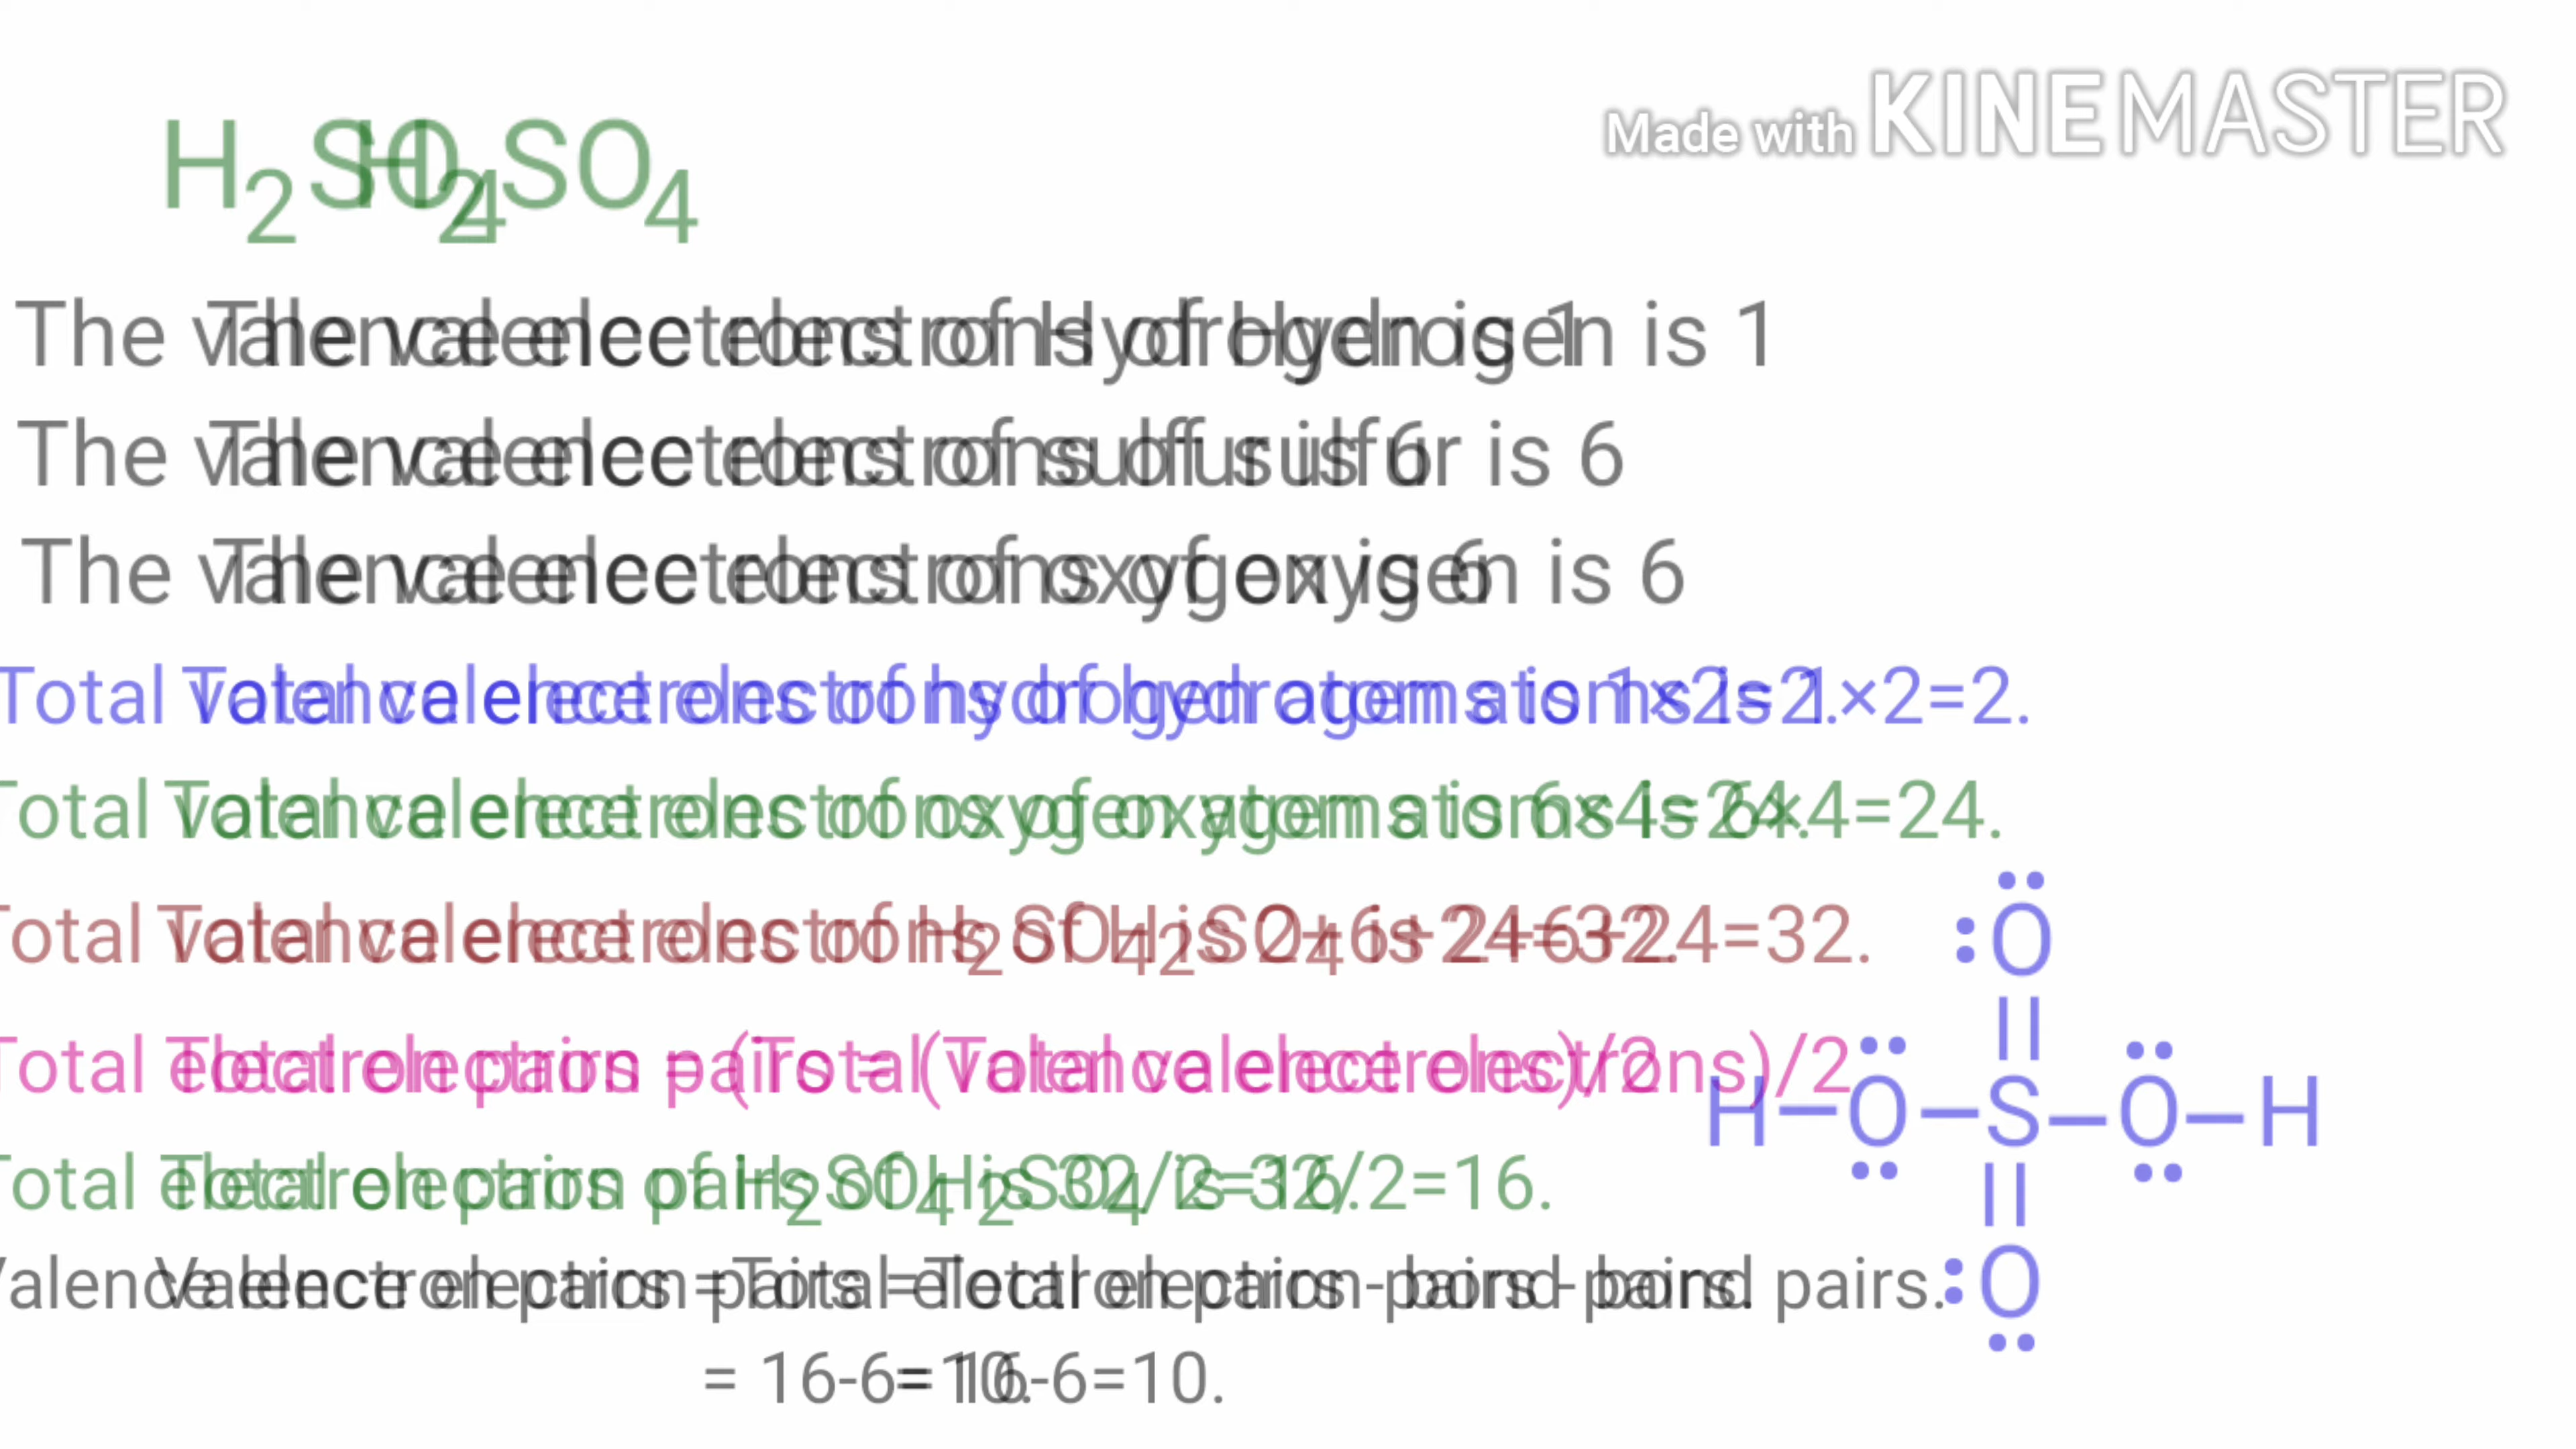 Made with KINEMASTER
H₂SO₄ H₂SO₄
The valence electrons of Hydrogen is 1
The valence electrons of sulfur is 6
The valence electrons of oxygen is 6
Total valence electrons of hydrogen atoms is 1×2=2.
Total valence electrons of oxygen atoms is 6×4=24.
Total valence electrons of H₂SO₄ is 2+6+24=32.
Total electron pairs = (Total valence electrons)/2
Total electron pairs of H₂SO₄ is 32/2=16.
Valence electron pairs =Total electron pairs - bond pairs.
= 16-6=10.
O
H–O–S–O–H
O